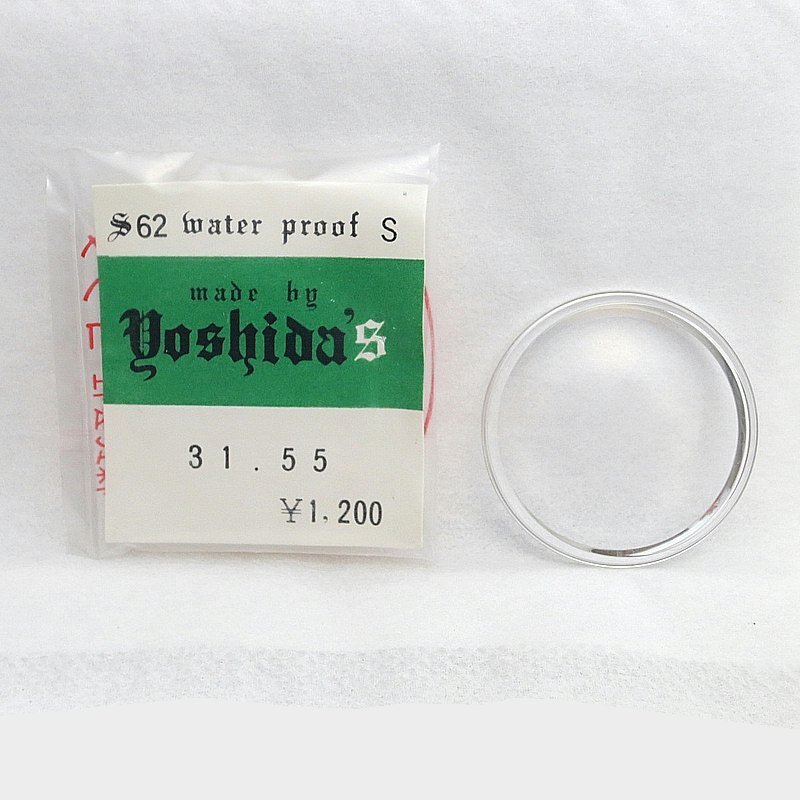 S62 water proof S
made by
Yoshida's
31.55
¥1,200